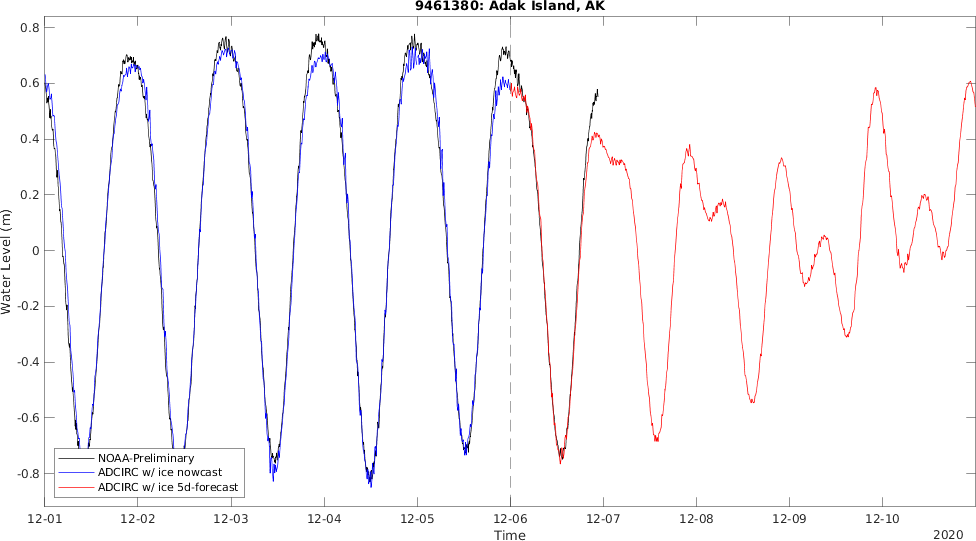 9461380: Adak Island, AK
0.8
0.6
0.4
0.2
0
-0.2
-0.4
-0.6
-0.8
Water Level (m)
NOAA-Preliminary
ADCIRC w/ ice nowcast
ADCIRC w/ ice 5d-forecast
12-01 12-02 12-03 12-04 12-05 12-06 12-07 12-08 12-09 12-10
Time
2020